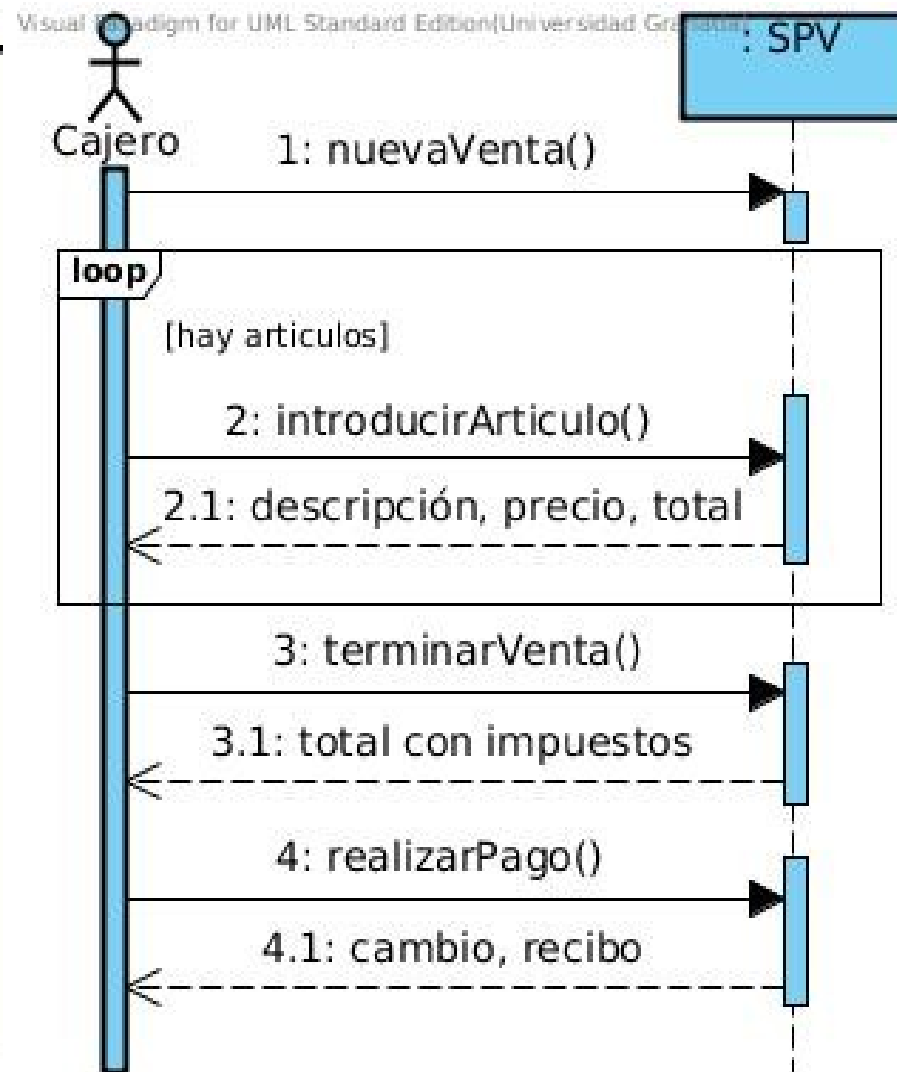 Visual Paradigm for UML Standard Edition(Universidad Granada)
: SPV
Cajero
1: nuevaVenta()
loop
[hay articulos]
2: introducirArticulo()
2.1: descripción, precio, total
3: terminarVenta()
3.1: total con impuestos
4: realizarPago()
4.1: cambio, recibo